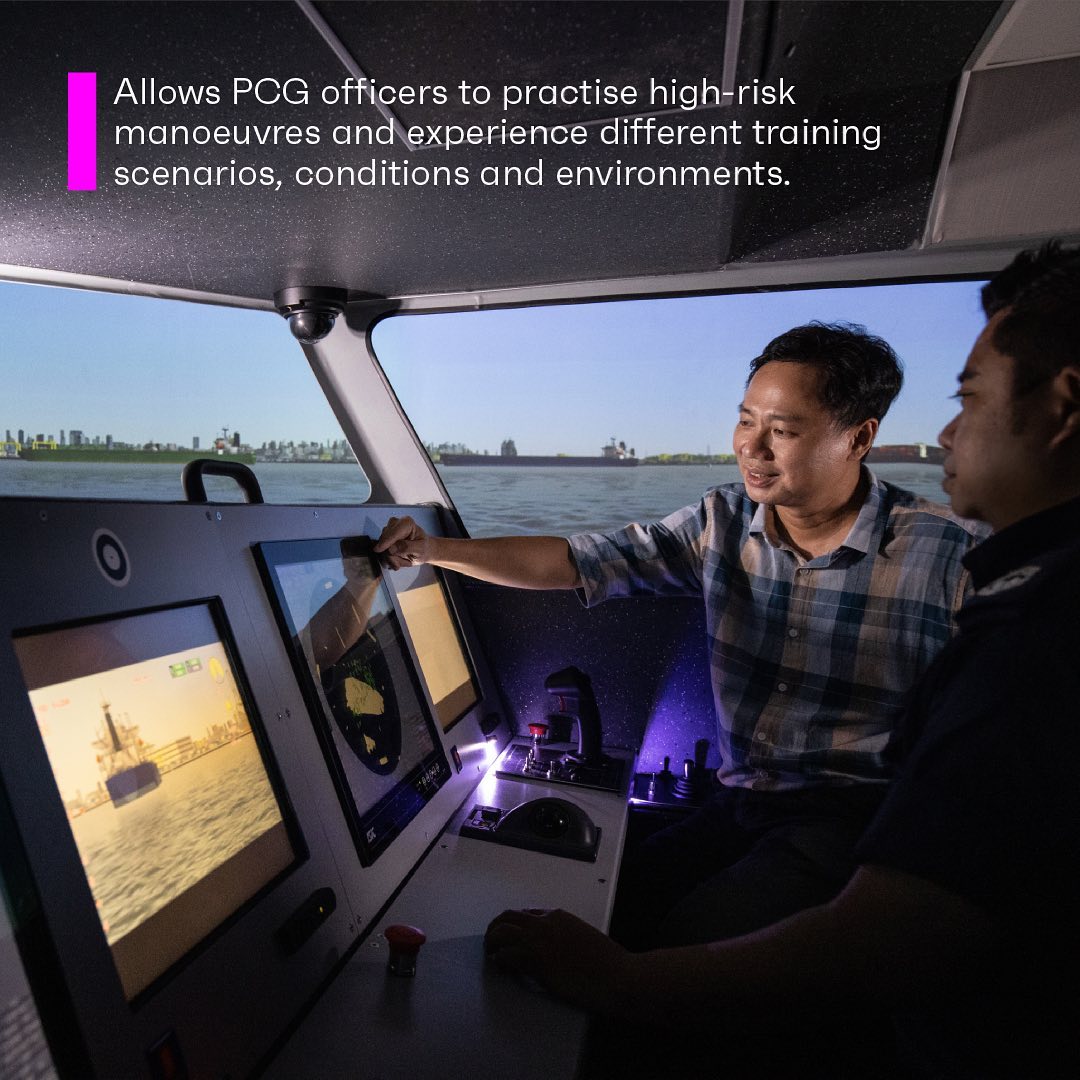 Allows PCG officers to practise high-risk
manoeuvres and experience different training
scenarios, conditions and environments.